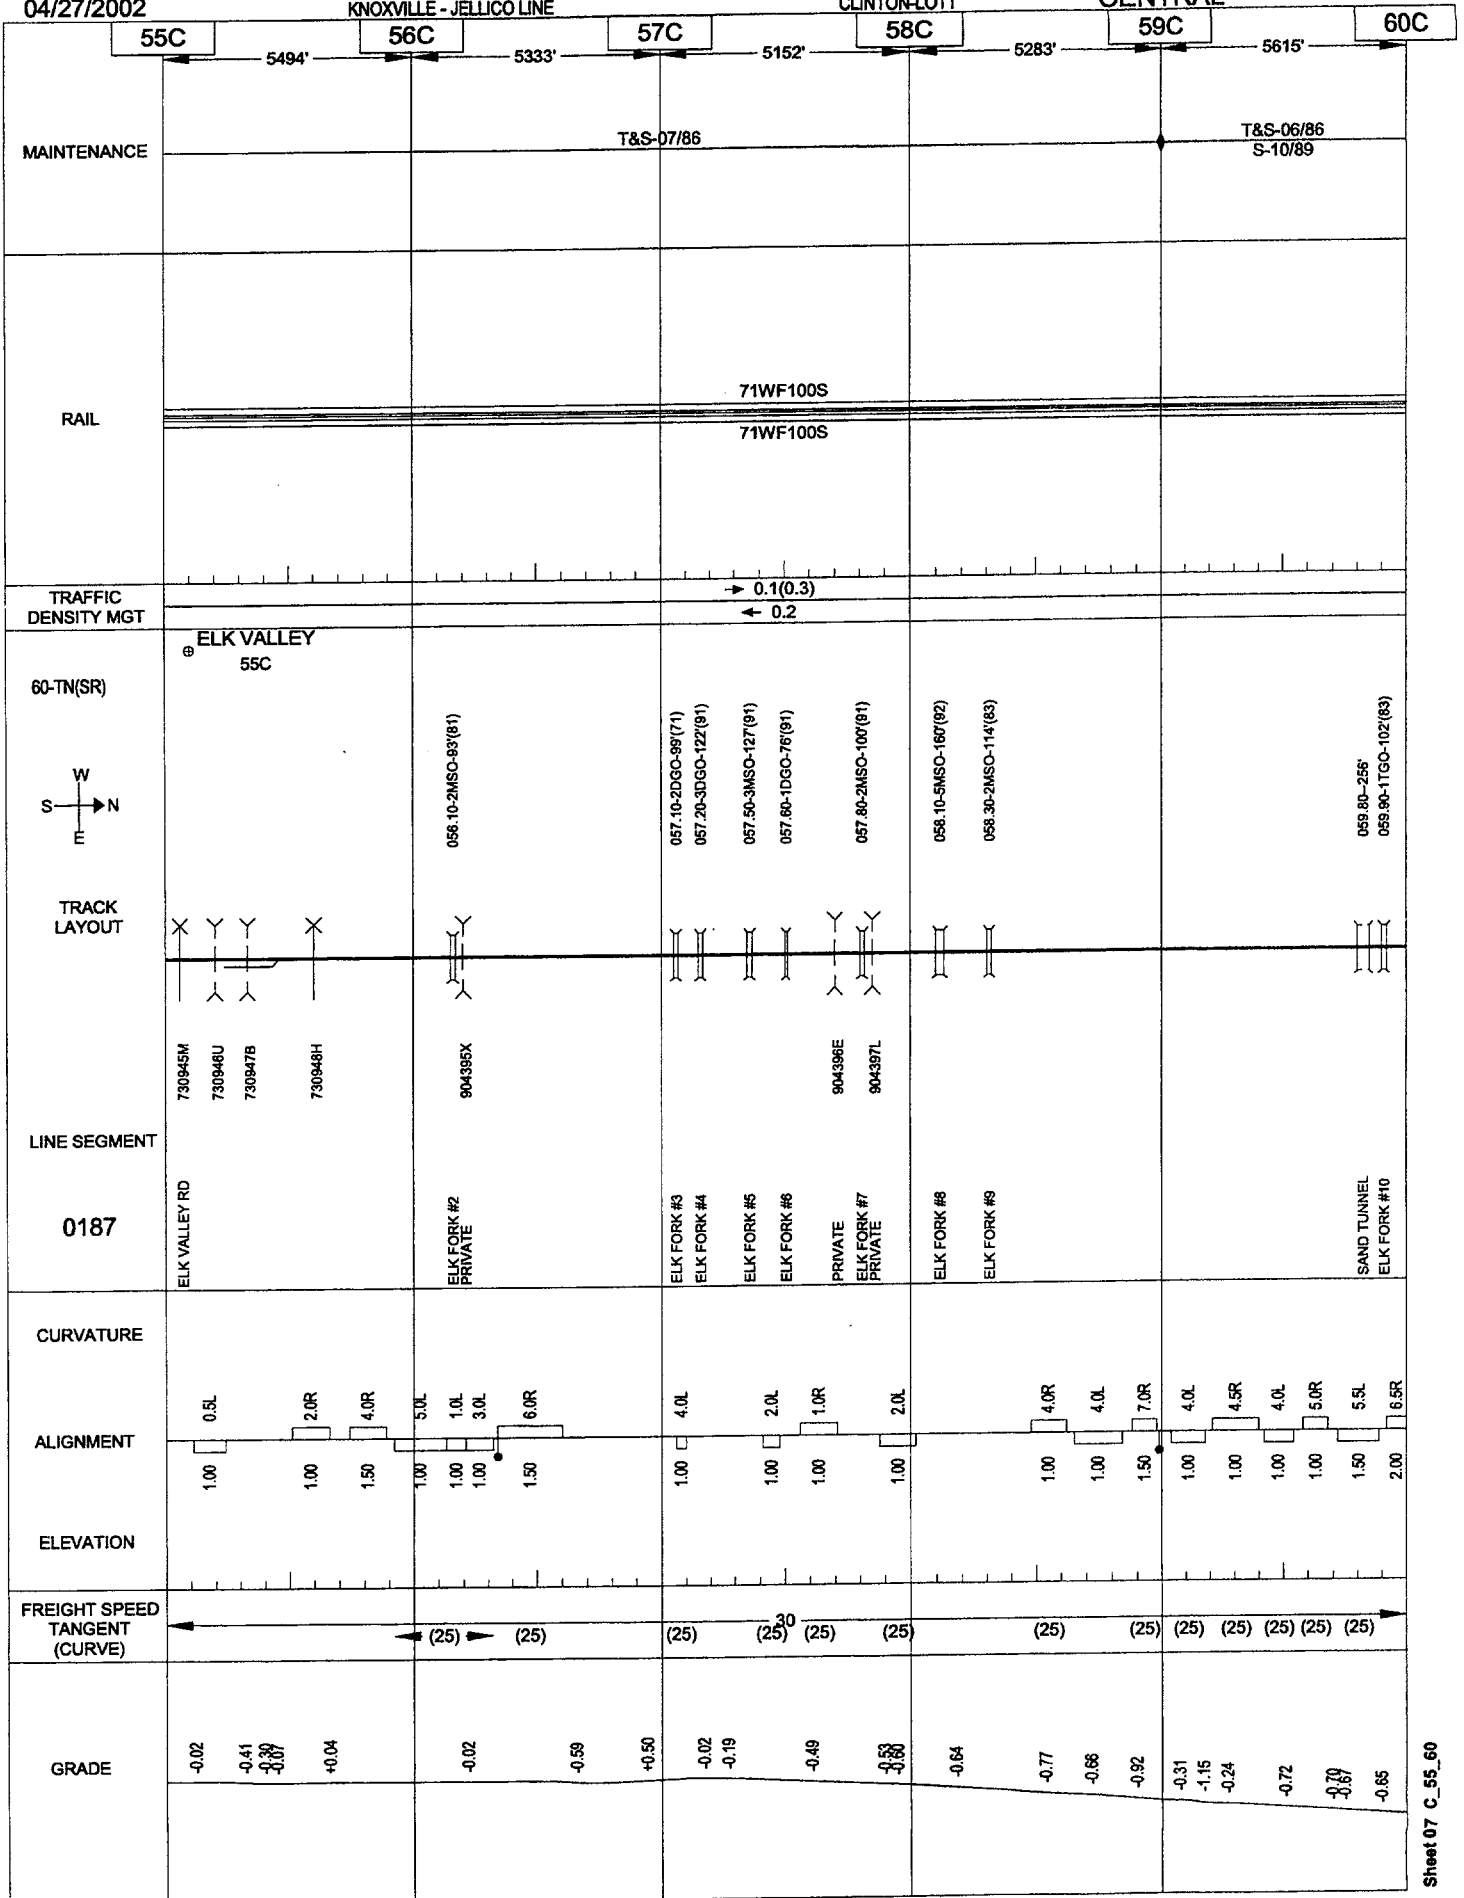 04/27/2002 KNOXVILLE - JELLICO LINE CLINTON-LOTT CENTRAL
55C 56C 57C 58C 59C 60C
5494' 5333' 5152' 5283' 5615'
MAINTENANCE
T&S-07/86
T&S-06/86
S-10/89
71WF100S
RAIL
71WF100S
TRAFFIC
DENSITY MGT
0.1(0.3)
0.2
ELK VALLEY
55C
60-TN(SR)
W
S N
E
056.10-2MSO-93'(81)
057.10-2DGO-99'(71)
057.20-3DGO-122'(91)
057.50-3MSO-127'(91)
057.60-1DGO-76'(91)
057.80-2MSO-100'(91)
058.10-5MSO-160'(92)
058.30-2MSO-114'(83)
059.80--256'
059.90-1TGO-102'(83)
TRACK
LAYOUT
730945M
730946U
730947B
730948H
904395X
904396E
904397L
LINE SEGMENT
0187
ELK VALLEY RD
ELK FORK #2
PRIVATE
ELK FORK #3
ELK FORK #4
ELK FORK #5
ELK FORK #6
PRIVATE
ELK FORK #7
PRIVATE
ELK FORK #8
ELK FORK #9
SAND TUNNEL
ELK FORK #10
CURVATURE
0.5L 2.0R 4.0R 5.0L 1.0L 3.0L 6.0R 4.0L 2.0L 1.0R 2.0L 4.0R 4.0L 7.0R 4.0L 4.5R 4.0L 5.0R 5.5L 6.5R
ALIGNMENT
1.00 1.00 1.50 1.00 1.00 1.00 1.50 1.00 1.00 1.00 1.00 1.00 1.00 1.50 1.00 1.00 1.00 1.00 1.50 2.00
ELEVATION
FREIGHT SPEED
TANGENT
(CURVE)
30
(25) (25) (25) (25) (25) (25) (25) (25) (25) (25) (25) (25) (25)
GRADE
-0.02 -0.41 -0.30 -0.07 +0.04 -0.02 -0.59 +0.50 -0.02 -0.19 -0.49 -0.53 -0.60 -0.64 -0.77 -0.66 -0.92 -0.31 -1.15 -0.24 -0.72 -0.70 -0.67 -0.65
Sheet 07 C_55_60